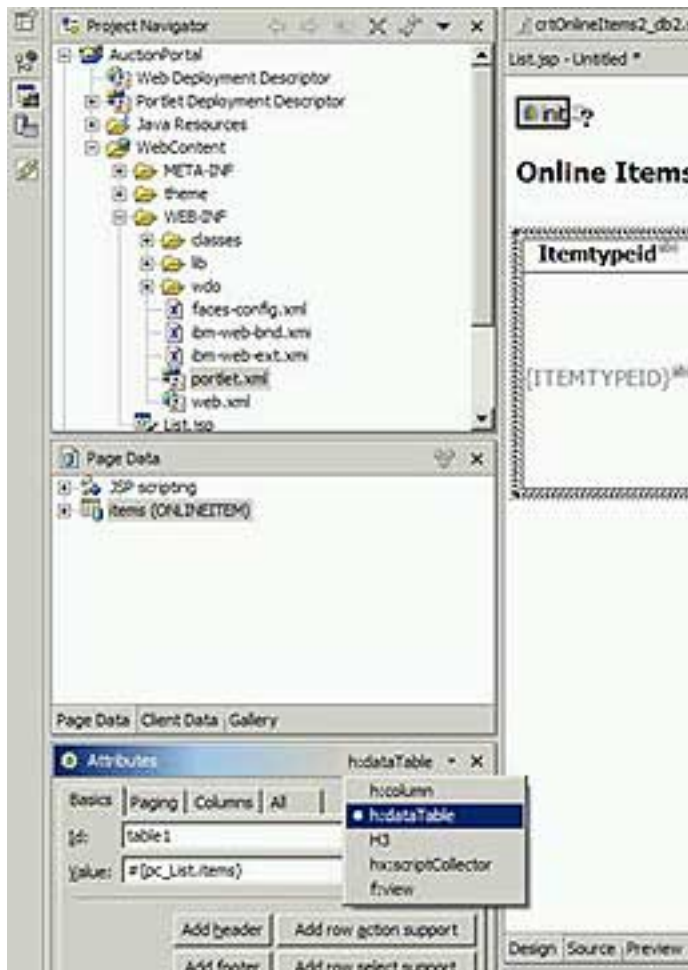 Project Navigator
AuctionPortal
Web Deployment Descriptor
Portlet Deployment Descriptor
Java Resources
WebContent
META-INF
theme
WEB-INF
classes
lib
wdo
faces-config.xml
ibm-web-bnd.xmi
ibm-web-ext.xmi
portlet.xml
web.xml
List.jsp
Page Data
JSP scripting
items (ONLINEITEM)
Page Data Client Data Gallery
Attributes h:dataTable
Basics Paging Columns All
Id: table1
Value: #{pc_List.items}
h:column
h:dataTable
H3
hx:scriptCollector
f:view
Add header Add row action support
Add footer Add row select support
crtOnlineItems2_db2.
List.jsp - Untitled *
int ?
Online Items
Itemtypeid abc
{ITEMTYPEID} abc
Design Source Preview